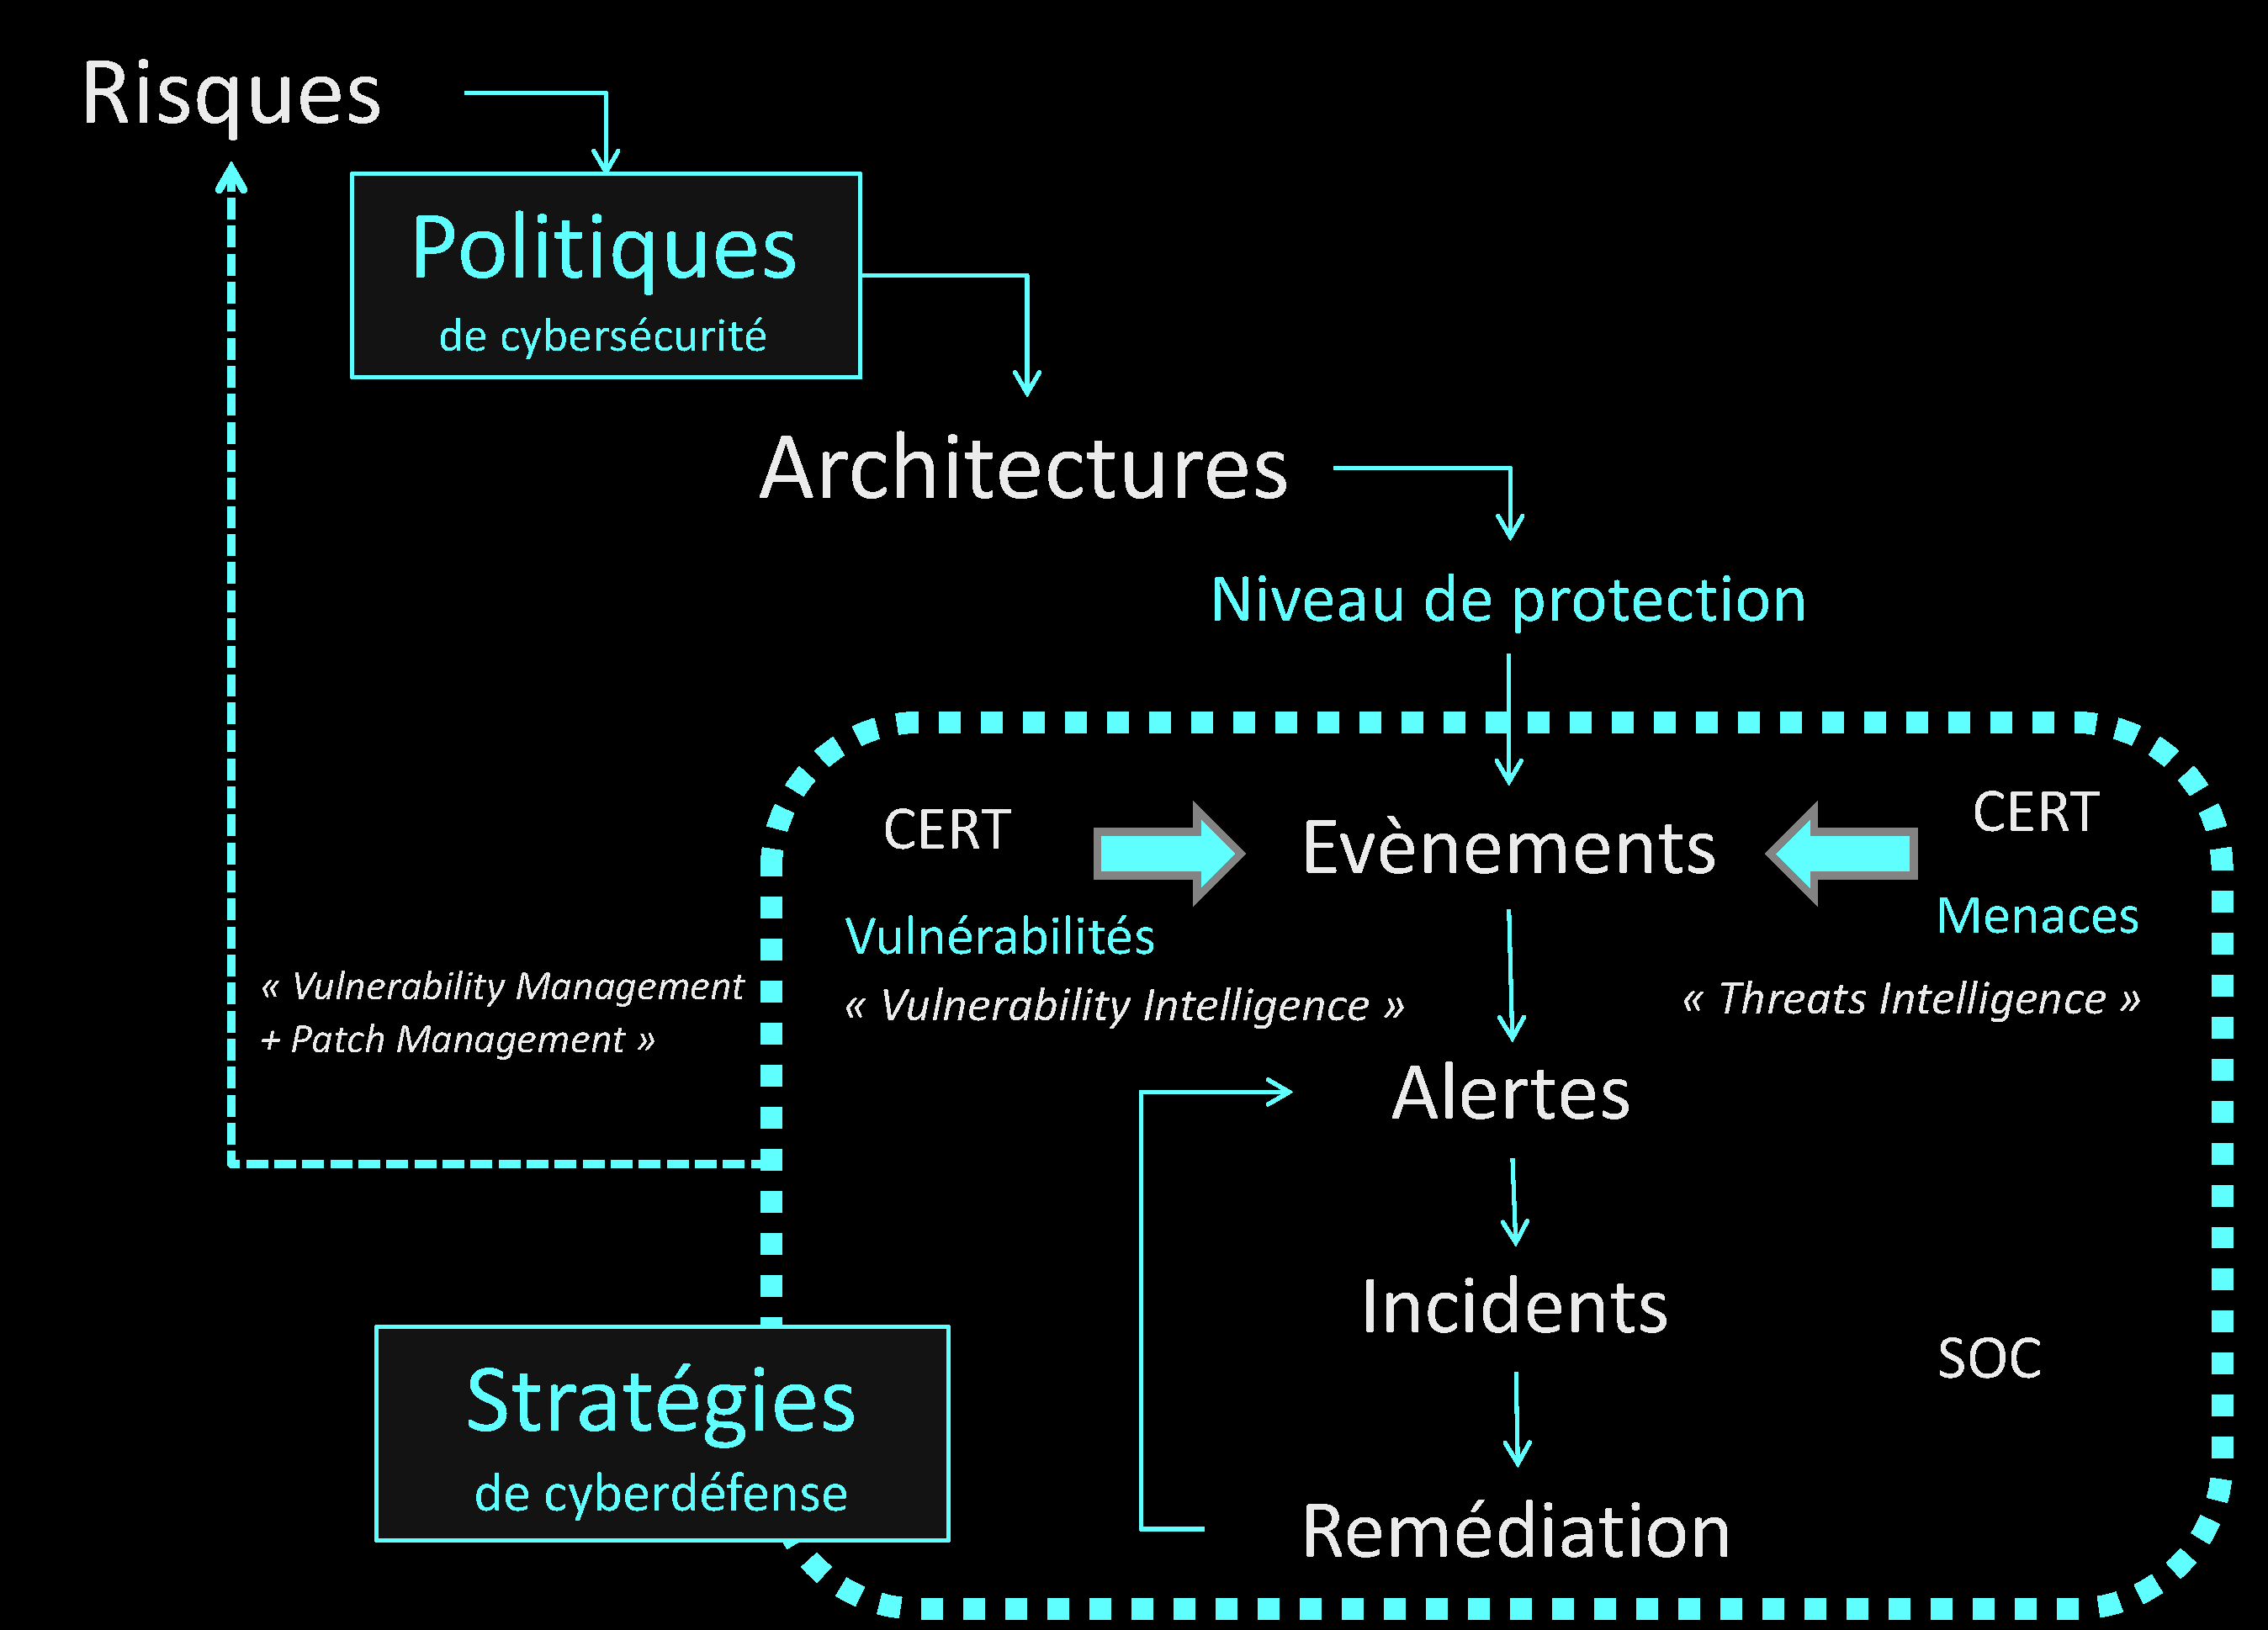 Risques
Politiques
de cybersécurité
Architectures
Niveau de protection
CERT
Evènements
CERT
Vulnérabilités
Menaces
« Vulnerability Management
+ Patch Management »
« Vulnerability Intelligence »
« Threats Intelligence »
Alertes
Incidents
SOC
Stratégies
de cyberdéfense
Remédiation